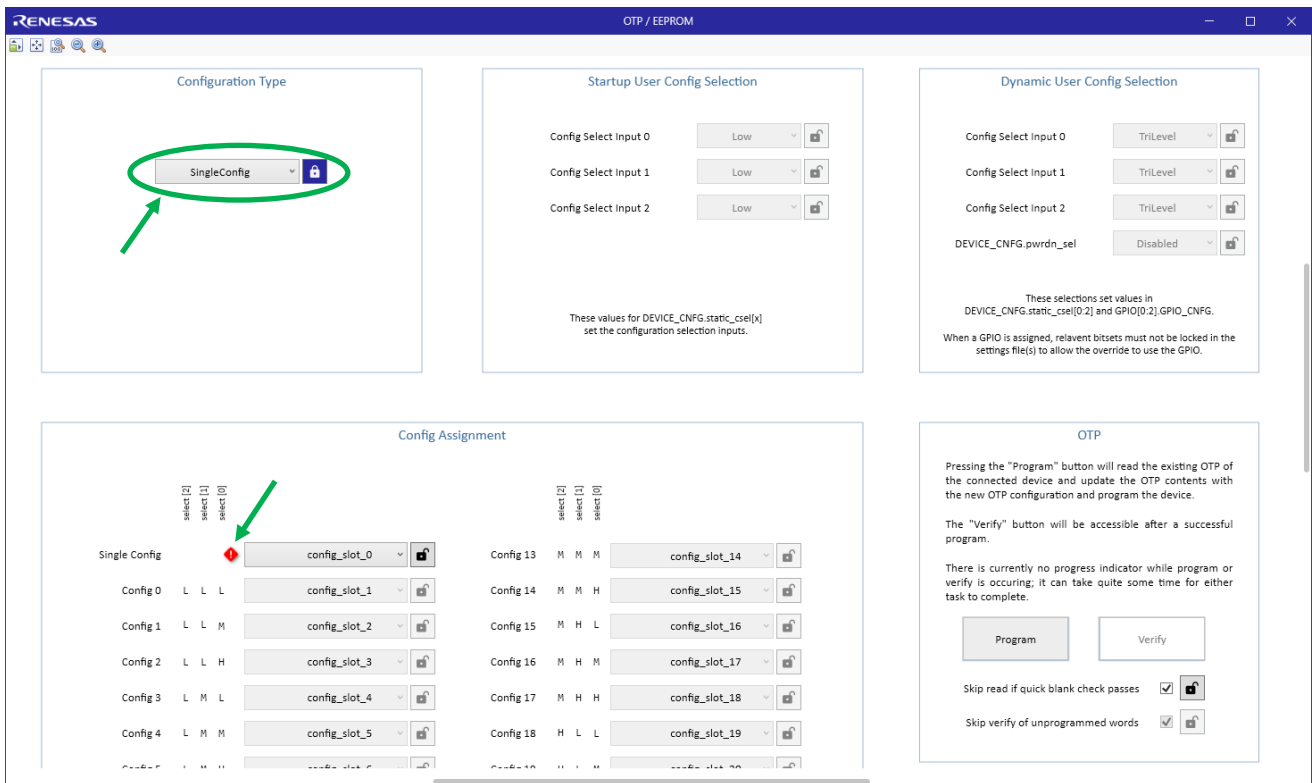 RENESAS
OTP / EEPROM
Configuration Type
SingleConfig
Startup User Config Selection
Config Select Input 0 Low
Config Select Input 1 Low
Config Select Input 2 Low
These values for DEVICE_CNFG.static_csel[x]
set the configuration selection inputs.
Dynamic User Config Selection
Config Select Input 0 TriLevel
Config Select Input 1 TriLevel
Config Select Input 2 TriLevel
DEVICE_CNFG.pwrdn_sel Disabled
These selections set values in
DEVICE_CNFG.static_csel[0:2] and GPIO[0:2].GPIO_CNFG.
When a GPIO is assigned, relavent bitsets must not be locked in the
settings file(s) to allow the override to use the GPIO.
Config Assignment
select [2] select [1] select [0]
Single Config config_slot_0
Config 0 L L L config_slot_1
Config 1 L L M config_slot_2
Config 2 L L H config_slot_3
Config 3 L M L config_slot_4
Config 4 L M M config_slot_5
select [2] select [1] select [0]
Config 13 M M M config_slot_14
Config 14 M M H config_slot_15
Config 15 M H L config_slot_16
Config 16 M H M config_slot_17
Config 17 M H H config_slot_18
Config 18 H L L config_slot_19
OTP
Pressing the "Program" button will read the existing OTP of
the connected device and update the OTP contents with
the new OTP configuration and program the device.
The "Verify" button will be accessible after a successful
program.
There is currently no progress indicator while program or
verify is occuring; it can take quite some time for either
task to complete.
Program Verify
Skip read if quick blank check passes
Skip verify of unprogrammed words